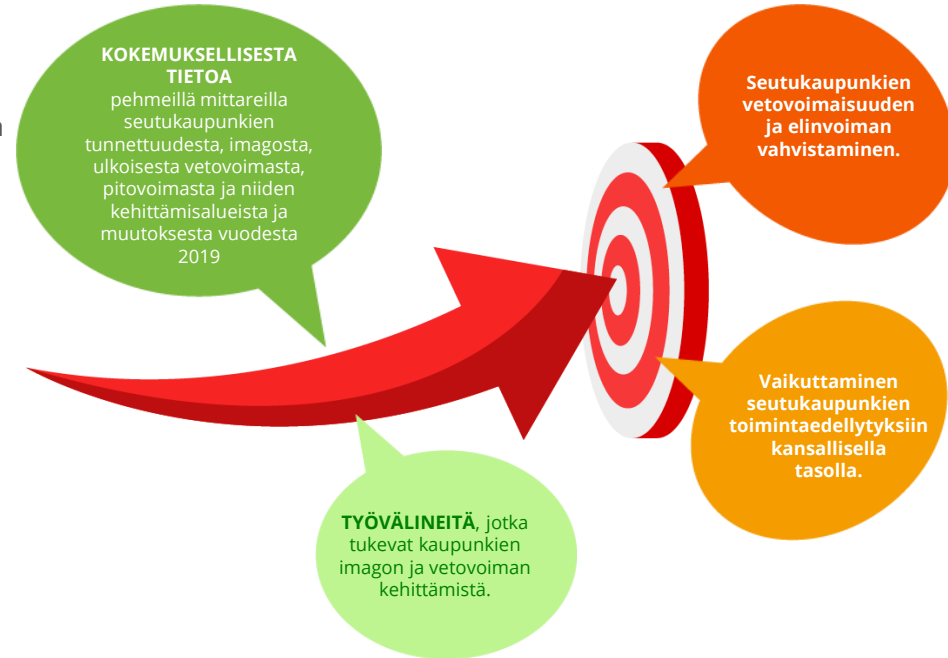 KOKEMUKSELLISESTA
TIETOA
pehmeillä mittareilla
seutukaupunkien
tunnettuudesta, imagosta,
ulkoisesta vetovoimasta,
pitovoimasta ja niiden
kehittämisalueista ja
muutoksesta vuodesta
2019
Seutukaupunkien
vetovoimaisuuden
ja elinvoiman
vahvistaminen.
Vaikuttaminen
seutukaupunkien
toimintaedellytyksiin
kansallisella
tasolla.
TYÖVÄLINEITÄ, jotka
tukevat kaupunkien
imagon ja vetovoiman
kehittämistä.